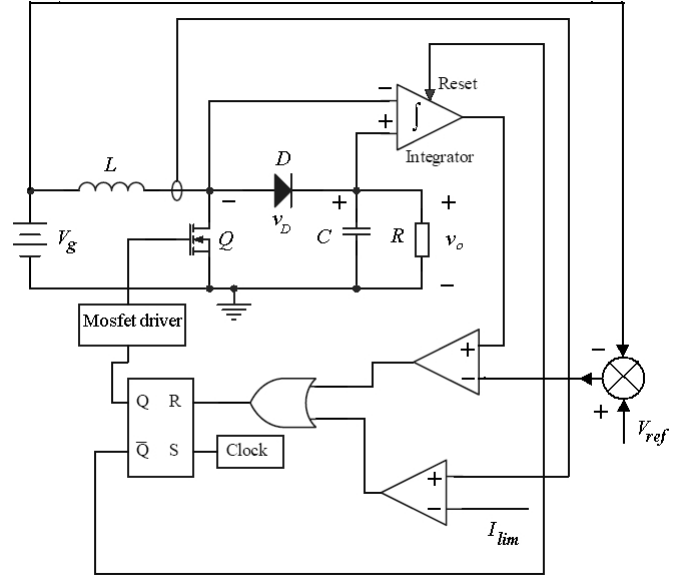 Reset
−
+
∫
Integrator
L
D
−
v_D
+
+
V_g
Q
C
R
v_o
−
Mosfet driver
+
−
−
+
V_ref
Q R
Q̅ S
Clock
+
−
I_lim